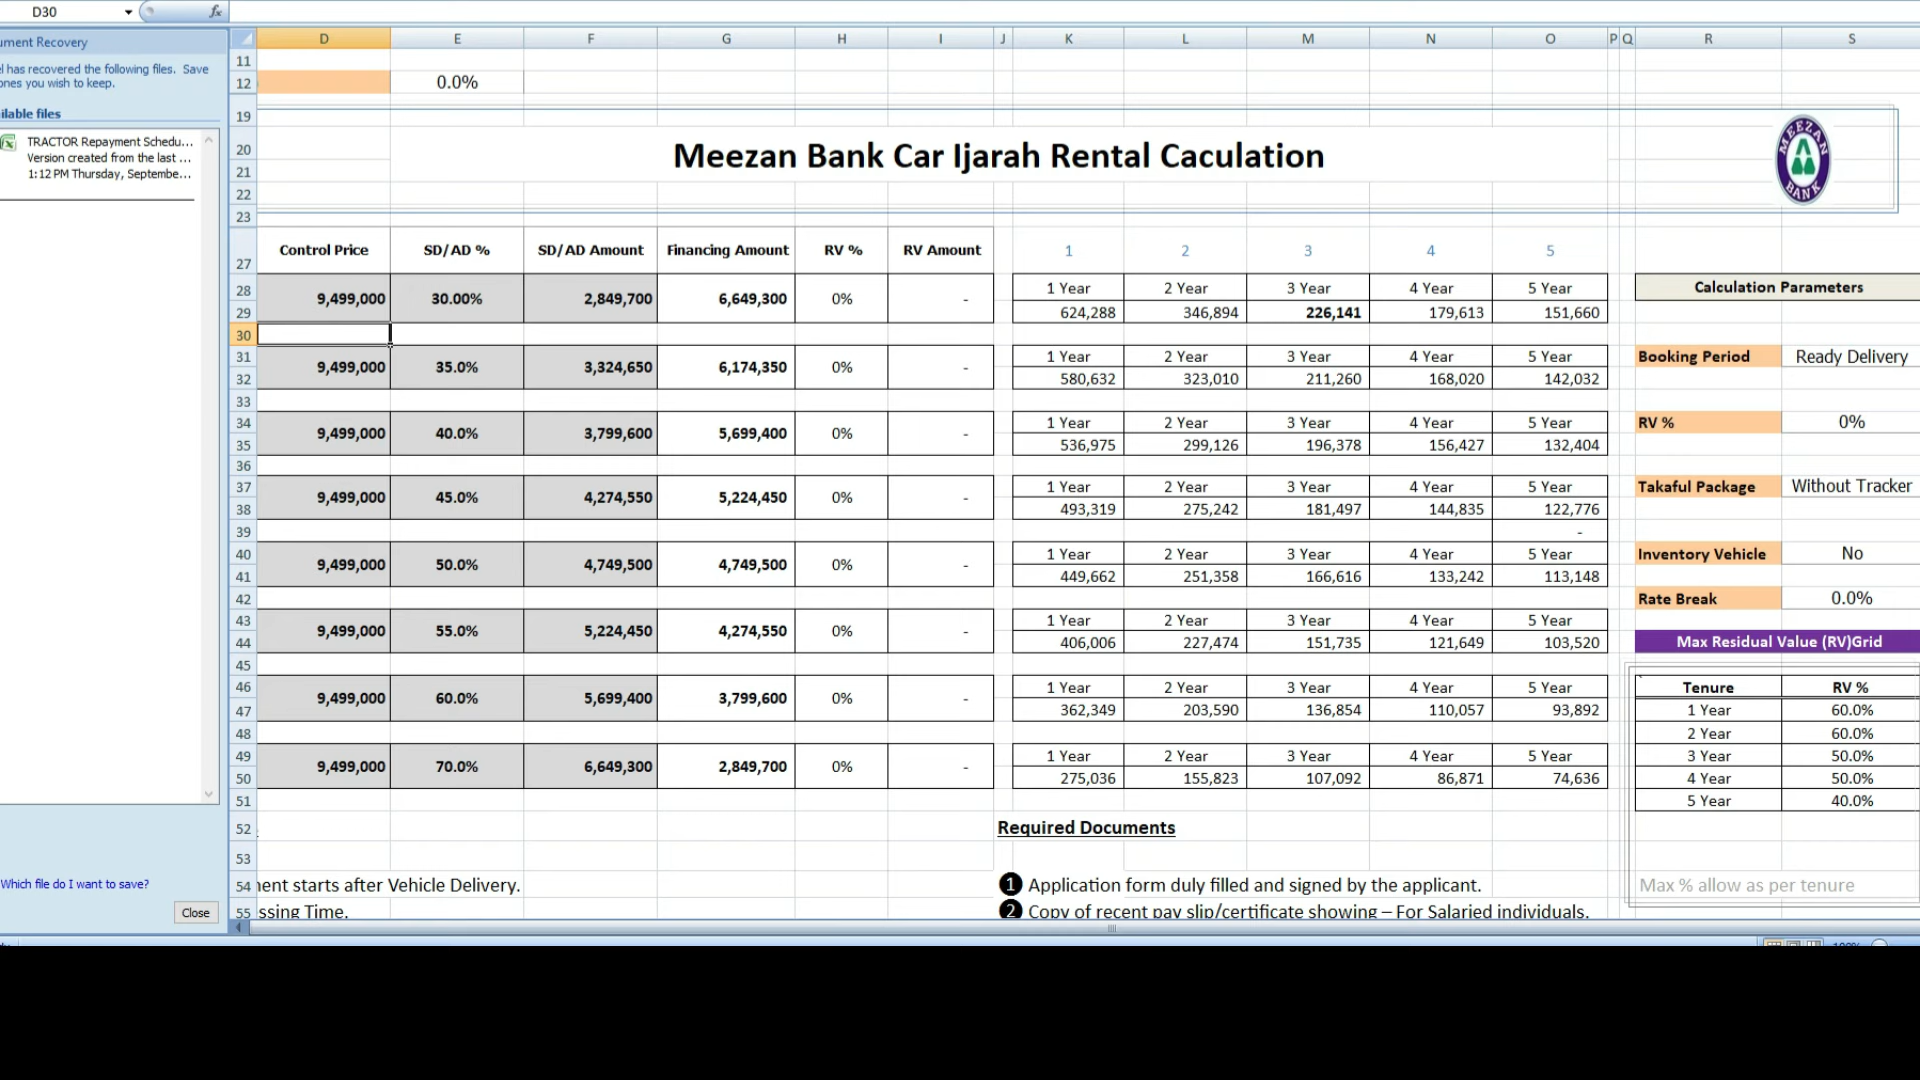 D30 fx
ument Recovery
el has recovered the following files. Save
ones you wish to keep.
ilable files
TRACTOR Repayment Schedu...
Version created from the last ...
1:12 PM Thursday, Septembe...
Which file do I want to save?
Close
D E F G H I J K L M N O P Q R S
11
12 0.0%
19
20 Meezan Bank Car Ijarah Rental Caculation
MEEZAN BANK
21
22
23
27 Control Price SD/AD % SD/AD Amount Financing Amount RV % RV Amount 1 2 3 4 5
28 1 Year 2 Year 3 Year 4 Year 5 Year Calculation Parameters
9,499,000 30.00% 2,849,700 6,649,300 0% -
29 624,288 346,894 226,141 179,613 151,660
30
31 1 Year 2 Year 3 Year 4 Year 5 Year Booking Period Ready Delivery
9,499,000 35.0% 3,324,650 6,174,350 0% -
32 580,632 323,010 211,260 168,020 142,032
33
34 1 Year 2 Year 3 Year 4 Year 5 Year RV % 0%
9,499,000 40.0% 3,799,600 5,699,400 0% -
35 536,975 299,126 196,378 156,427 132,404
36
37 1 Year 2 Year 3 Year 4 Year 5 Year Takaful Package Without Tracker
9,499,000 45.0% 4,274,550 5,224,450 0% -
38 493,319 275,242 181,497 144,835 122,776
39 -
40 1 Year 2 Year 3 Year 4 Year 5 Year Inventory Vehicle No
9,499,000 50.0% 4,749,500 4,749,500 0% -
41 449,662 251,358 166,616 133,242 113,148
42 Rate Break 0.0%
43 1 Year 2 Year 3 Year 4 Year 5 Year
9,499,000 55.0% 5,224,450 4,274,550 0% -
44 406,006 227,474 151,735 121,649 103,520 Max Residual Value (RV)Grid
45
46 1 Year 2 Year 3 Year 4 Year 5 Year Tenure RV %
9,499,000 60.0% 5,699,400 3,799,600 0% -
47 362,349 203,590 136,854 110,057 93,892 1 Year 60.0%
48 2 Year 60.0%
49 1 Year 2 Year 3 Year 4 Year 5 Year 3 Year 50.0%
9,499,000 70.0% 6,649,300 2,849,700 0% -
50 275,036 155,823 107,092 86,871 74,636 4 Year 50.0%
51 5 Year 40.0%
52 Required Documents
53
54 nent starts after Vehicle Delivery. 1 Application form duly filled and signed by the applicant. Max % allow as per tenure
55 ssing Time. 2 Copy of recent pay slip/certificate showing – For Salaried individuals.